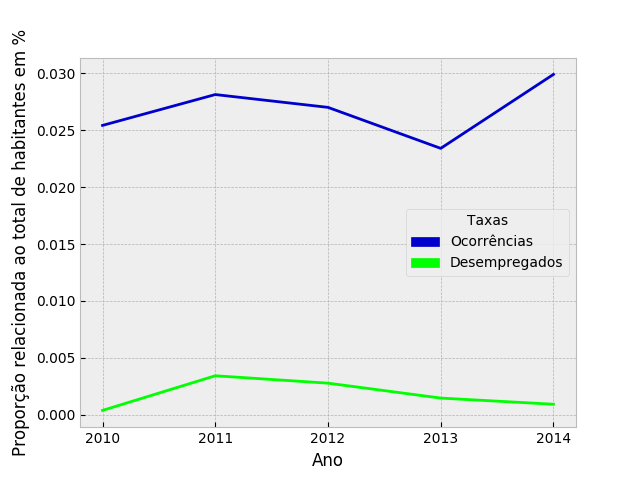 Proporção relacionada ao total de habitantes em %
0.030
0.025
0.020
0.015
0.010
0.005
0.000
Taxas
Ocorrências
Desempregados
2010 2011 2012 2013 2014
Ano